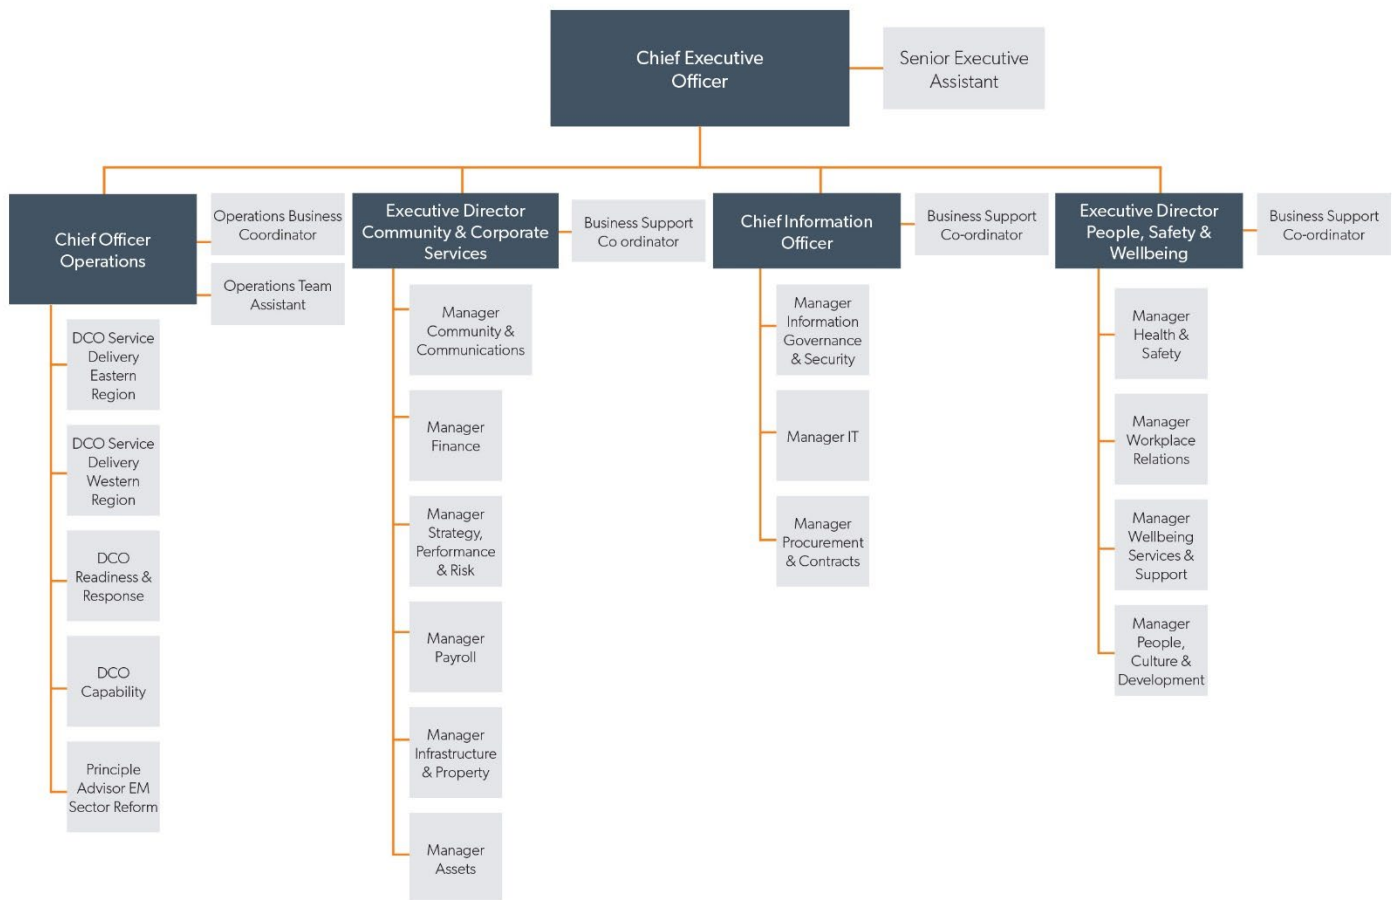 Chief Executive
Officer
Senior Executive
Assistant
Chief Officer
Operations
Operations Business
Coordinator
Operations Team
Assistant
DCO Service
Delivery
Eastern
Region
DCO Service
Delivery
Western
Region
DCO
Readiness &
Response
DCO
Capability
Principle
Advisor EM
Sector Reform
Executive Director
Community & Corporate
Services
Business Support
Co ordinator
Manager
Community &
Communications
Manager
Finance
Manager
Strategy,
Performance
& Risk
Manager
Payroll
Manager
Infrastructure
& Property
Manager
Assets
Chief Information
Officer
Business Support
Co-ordinator
Manager
Information
Governance
& Security
Manager IT
Manager
Procurement
& Contracts
Executive Director
People, Safety &
Wellbeing
Business Support
Co-ordinator
Manager
Health &
Safety
Manager
Workplace
Relations
Manager
Wellbeing
Services &
Support
Manager
People,
Culture &
Development